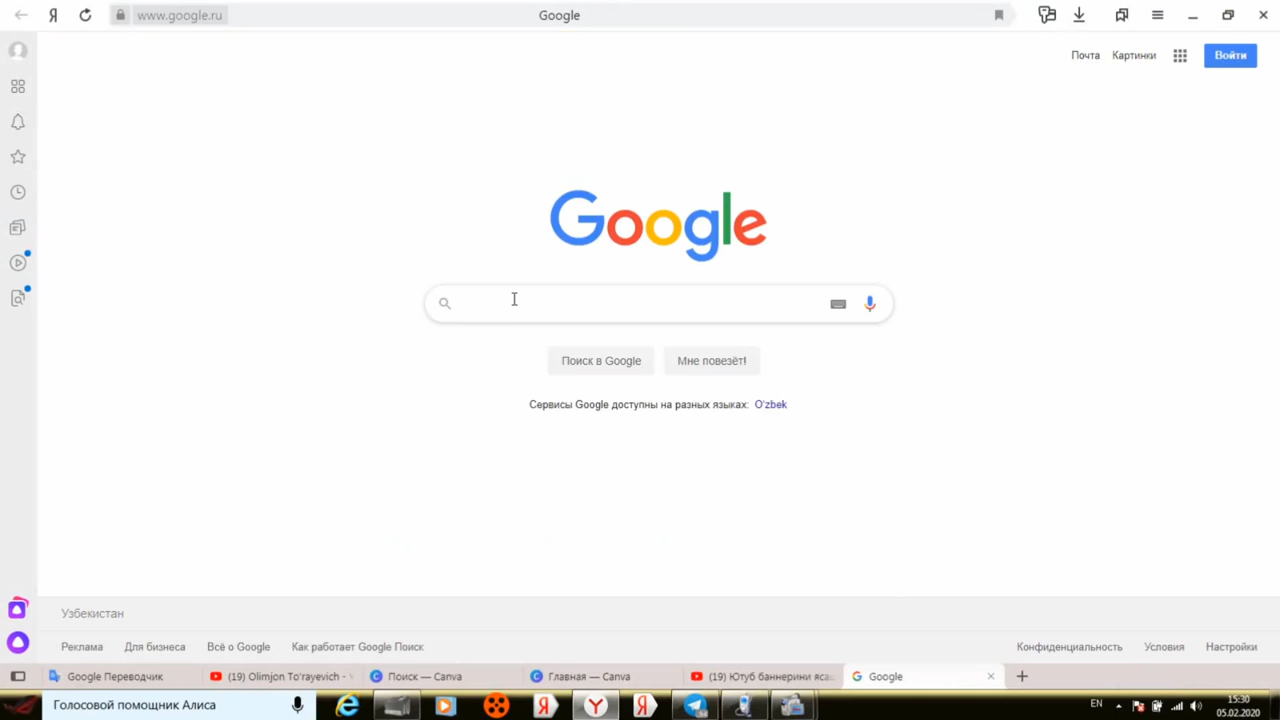 www.google.ru
Google
Почта
Картинки
Войти
Google
Поиск в Google
Мне повезёт!
Сервисы Google доступны на разных языках: O'zbek
Узбекистан
Реклама
Для бизнеса
Всё о Google
Как работает Google Поиск
Конфиденциальность
Условия
Настройки
Google Переводчик
(19) Olimjon To'rayevich -
Поиск — Canva
Главная — Canva
(19) Ютуб баннерини ясаш
Google
Голосовой помощник Алиса
EN
15:30
05.02.2020